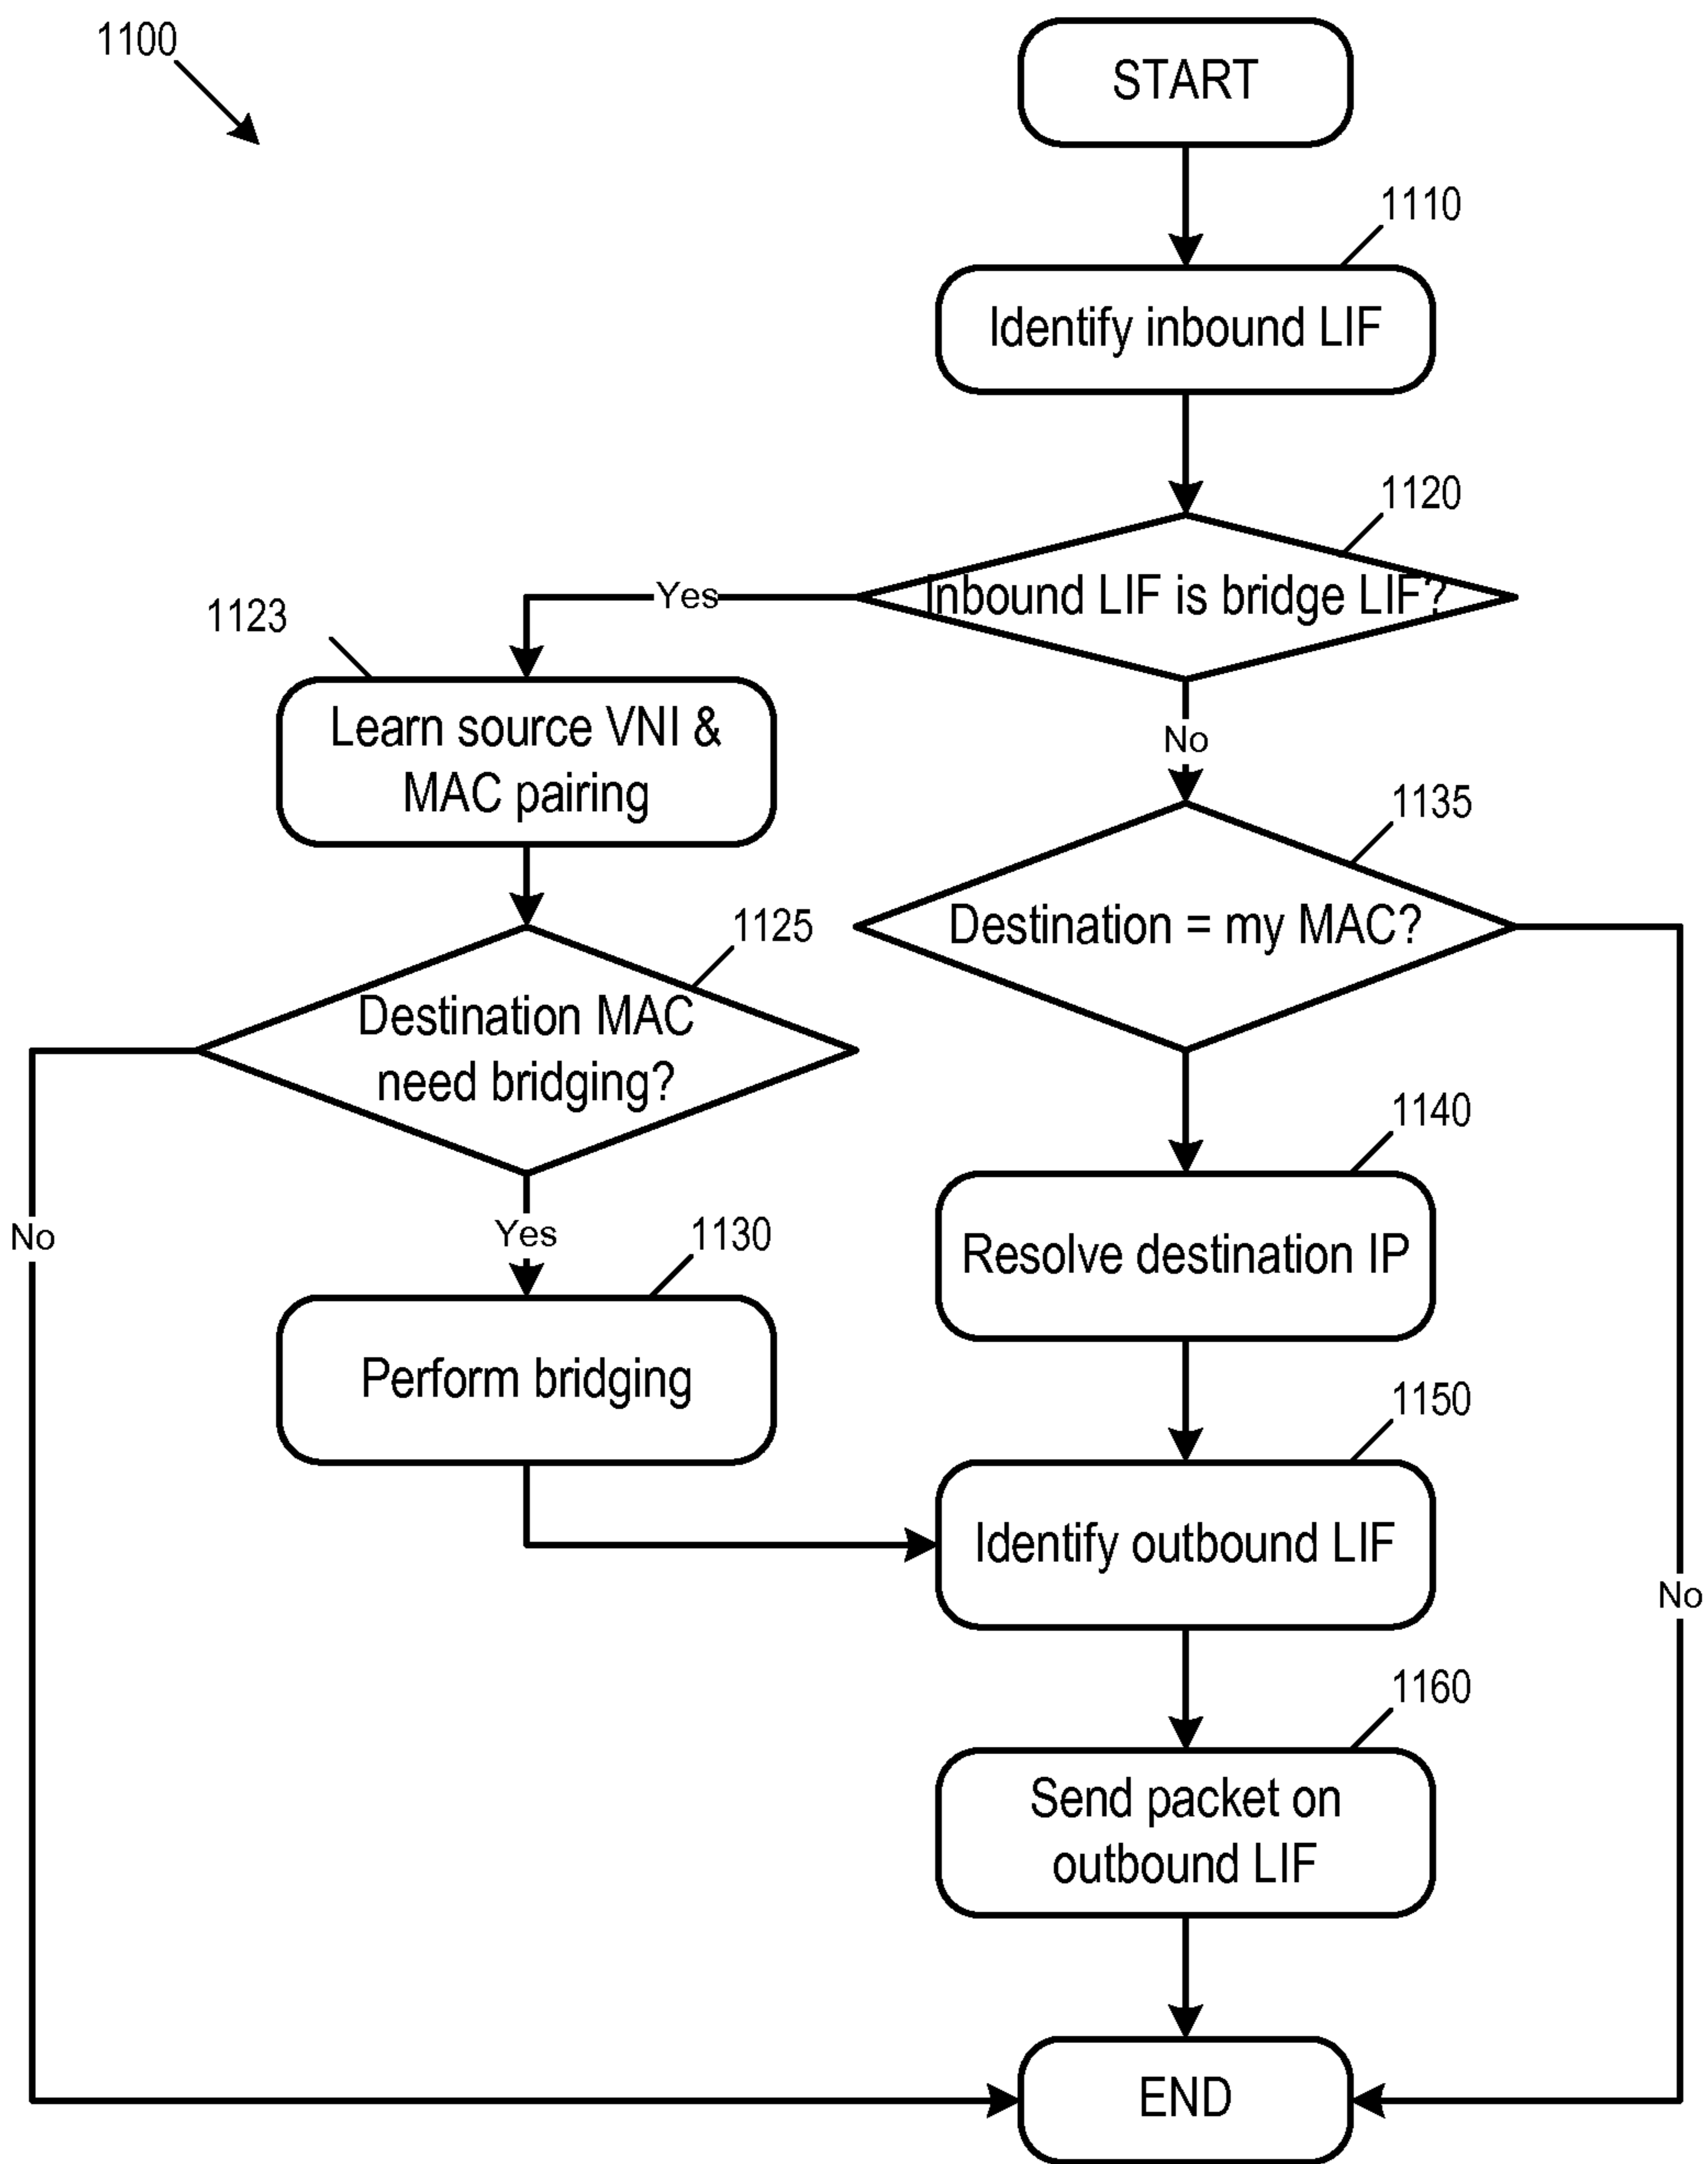 1100
START
1110
Identify inbound LIF
1120
Inbound LIF is bridge LIF?
Yes
1123
Learn source VNI &
MAC pairing
No
1135
Destination = my MAC?
1125
Destination MAC
need bridging?
1140
Resolve destination IP
No
Yes
1130
Perform bridging
1150
Identify outbound LIF
No
1160
Send packet on
outbound LIF
END